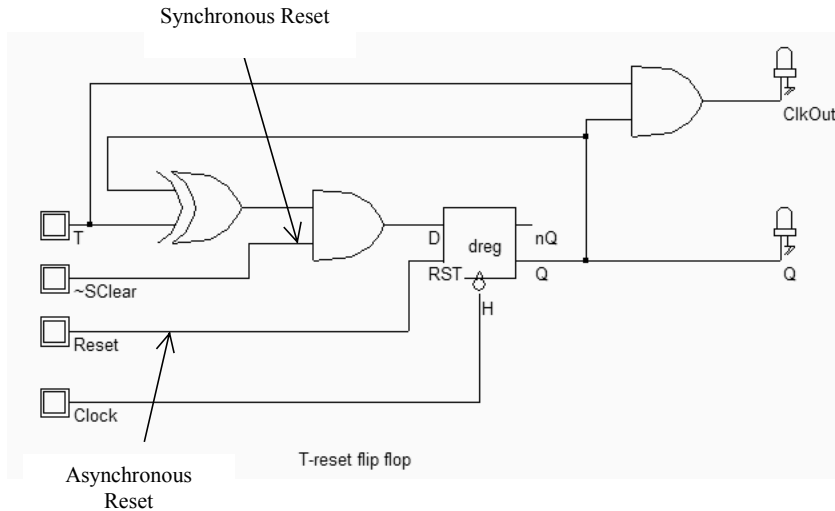 Synchronous Reset
ClkOut
T
D
dreg
nQ
~SClear
RST
Q
Q
H
Reset
Clock
T-reset flip flop
Asynchronous
Reset